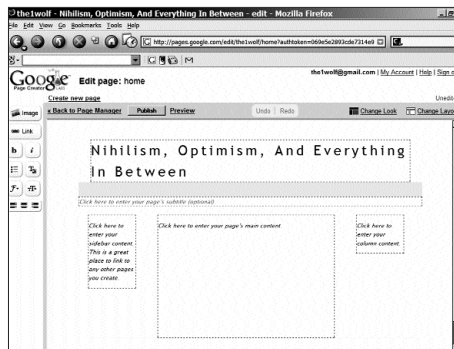 the1wolf - Nihilism, Optimism, And Everything In Between - edit - Mozilla Firefox
File Edit View Go Bookmarks Tools Help
http://pages.google.com/edit/the1wolf/home?authtoken=069e5e2893cde7314e9
the1wolf@gmail.com | My Account | Help | Sign
Google Edit page: home
Page Creator
Create new page
« Back to Page Manager Publish Preview Undo Redo Change Look Change Layo
Image
Link
b i
Nihilism, Optimism, And Everything
In Between
Click here to enter your page's subtitle (optional)
Click here to
enter your
sidebar content.
This is a great
place to link to
any other pages
you create.
Click here to enter your page's main content.
Click here to
enter your
column content.